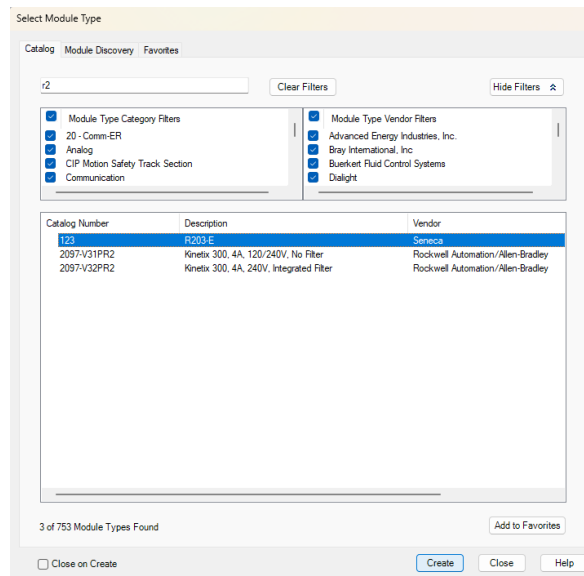 Select Module Type
Catalog Module Discovery Favorites
r2 Clear Filters Hide Filters
Module Type Category Filters
20 - Comm-ER
Analog
CIP Motion Safety Track Section
Communication
Module Type Vendor Filters
Advanced Energy Industries, Inc.
Bray International, Inc
Buerkert Fluid Control Systems
Dialight
Catalog Number Description Vendor
123 R203-E Seneca
2097-V31PR2 Kinetix 300, 4A, 120/240V, No Filter Rockwell Automation/Allen-Bradley
2097-V32PR2 Kinetix 300, 4A, 240V, Integrated Filter Rockwell Automation/Allen-Bradley
3 of 753 Module Types Found Add to Favorites
Close on Create Create Close Help